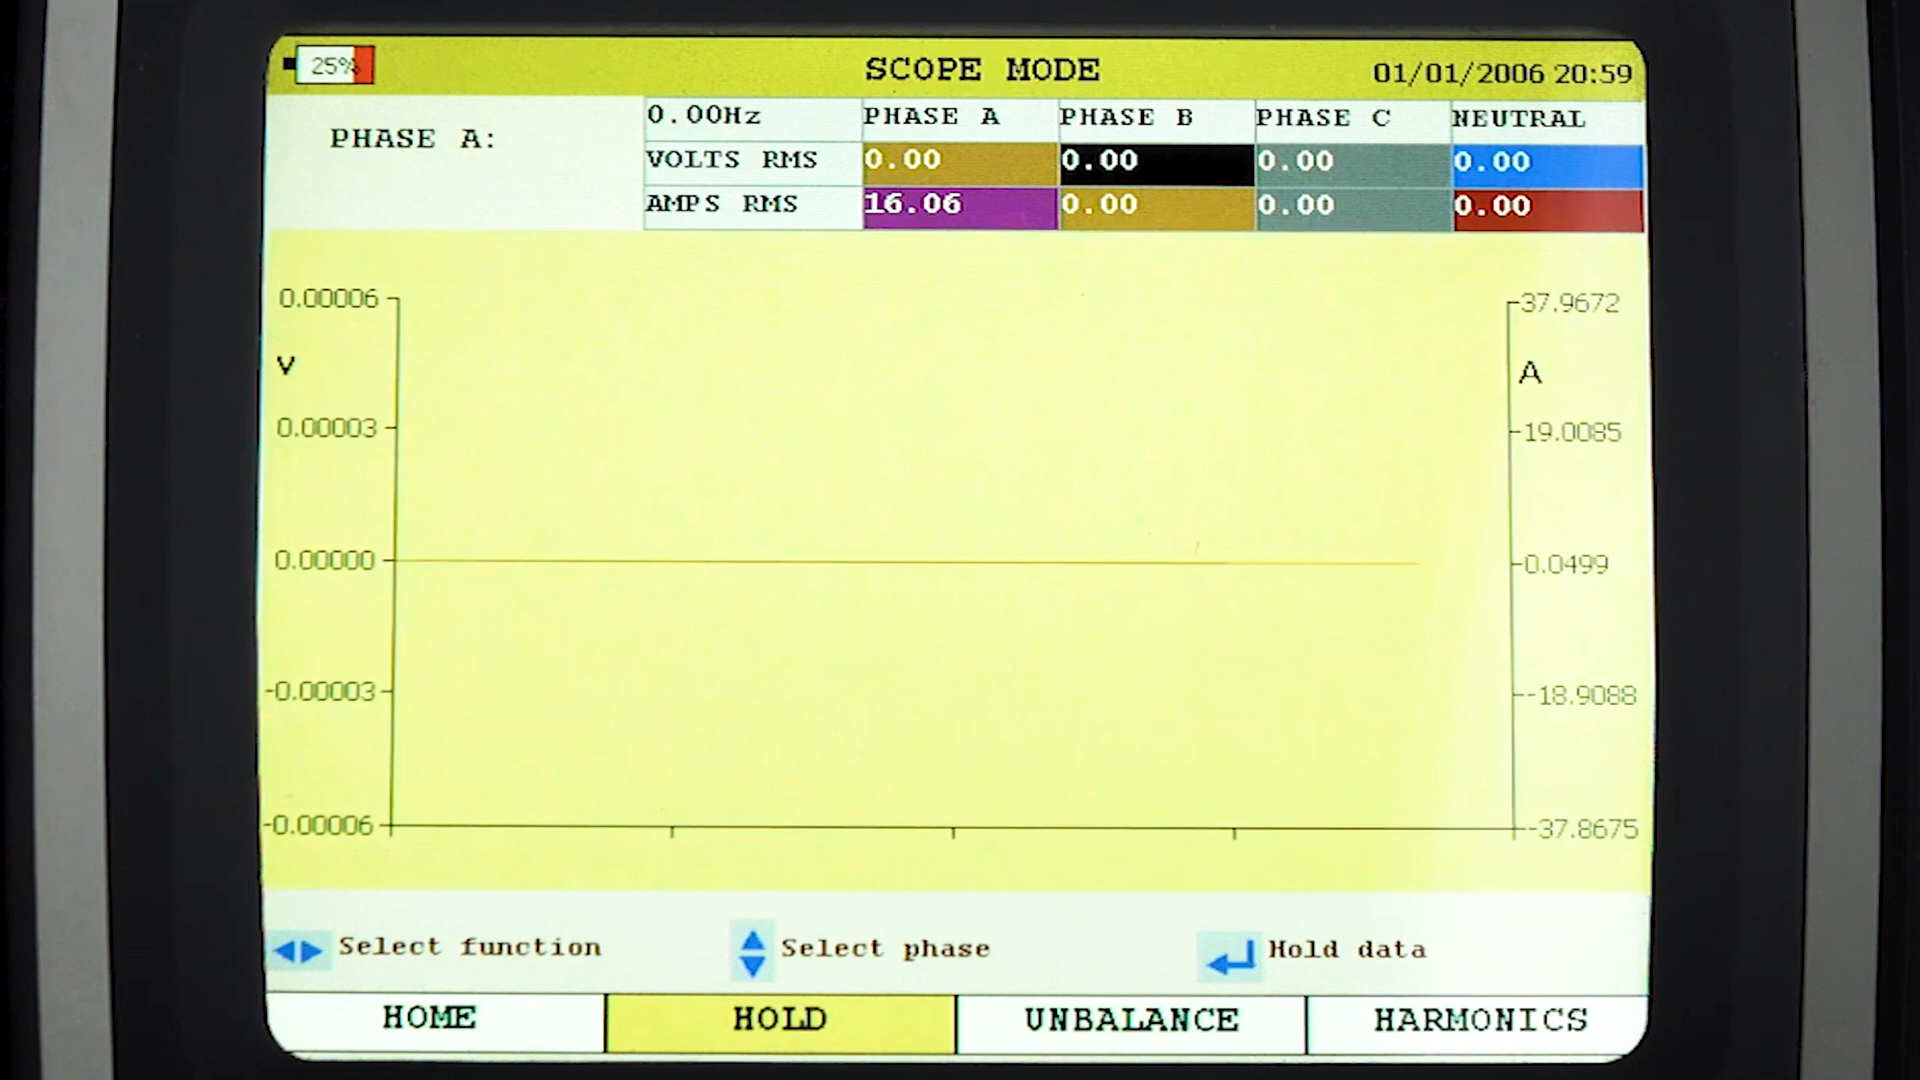 25%
SCOPE MODE
01/01/2006 20:59
PHASE A:
0.00Hz PHASE A PHASE B PHASE C NEUTRAL
VOLTS RMS 0.00 0.00 0.00 0.00
AMPS RMS 16.06 0.00 0.00 0.00
0.00006 37.9672
V A
0.00003 19.0085
0.00000 0.0499
-0.00003 -18.9088
-0.00006 -37.8675
Select function Select phase Hold data
HOME HOLD UNBALANCE HARMONICS